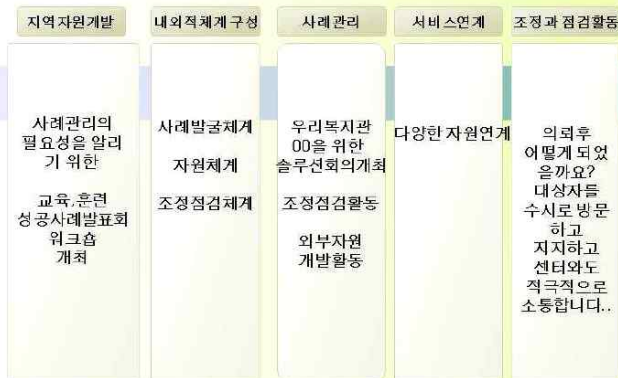 지역자원개발
사례관리의
필요성을 알리
기 위한
교육,훈련
성공사례발표회
워크숍
개최
내외적체계 구성
사례발굴체계
자원체계
조정점검체계
사례관리
우리복지관
00을 위한
솔루션회의개최
조정점검활동
외부자원
개발활동
서비스연계
다양한 자원연계
조정과 점검활동
의뢰후
어떻게 되었
을까요?
대상자를
수시로 방문
하고
지지하고
센터와도
적극적으로
소통합니다..